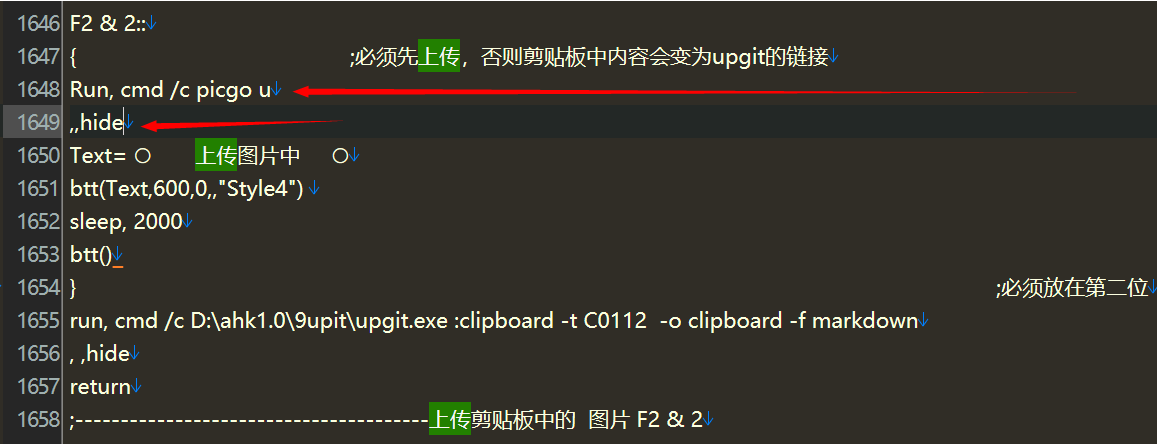 1646 F2 & 2::↓
1647 { ;必须先上传，否则剪贴板中内容会变为upgit的链接↓
1648 Run, cmd /c picgo u↓
1649 ,,hide↓
1650 Text= ○ 上传图片中 ○↓
1651 btt(Text,600,0,,"Style4") ↓
1652 sleep, 2000↓
1653 btt()↓
1654 } ;必须放在第二位↓
1655 run, cmd /c D:\ahk1.0\9upit\upgit.exe :clipboard -t C0112 -o clipboard -f markdown↓
1656 , ,hide↓
1657 return↓
1658 ;---------------------------------------上传剪贴板中的 图片 F2 & 2↓